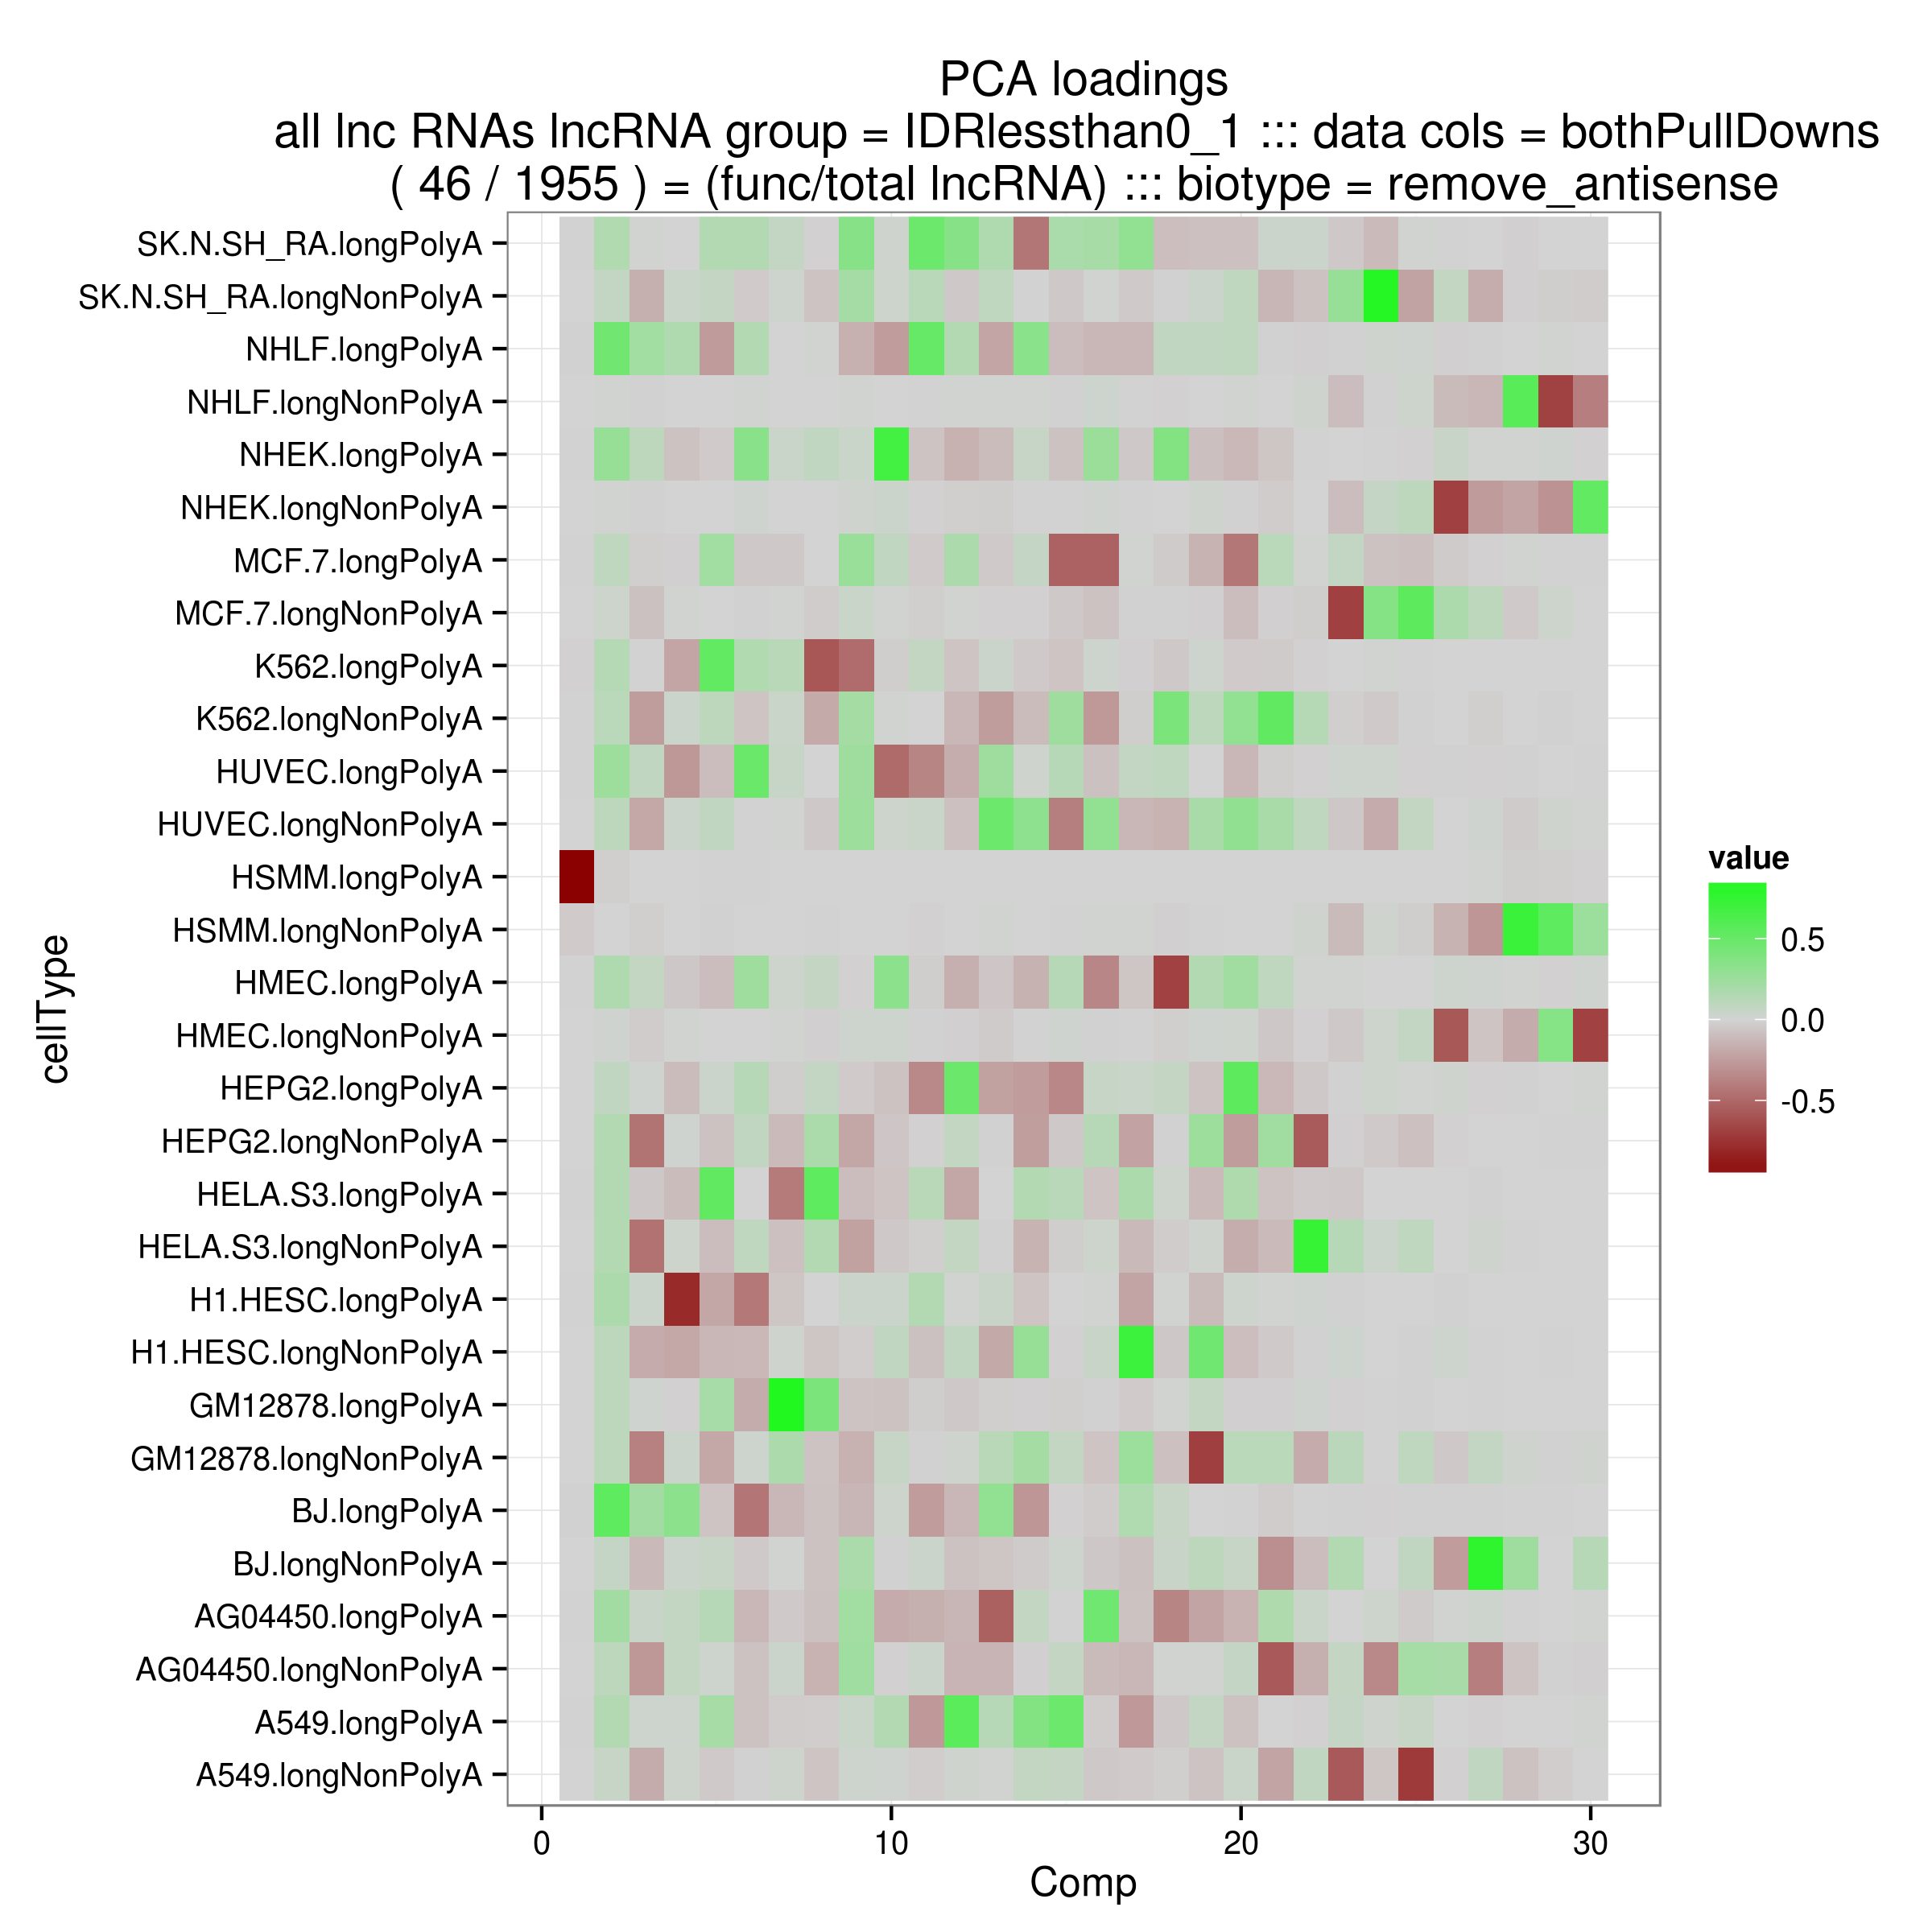 PCA loadings
all lnc RNAs lncRNA group = IDRlessthan0_1 ::: data cols = bothPullDowns
( 46 / 1955 ) = (func/total lncRNA) ::: biotype = remove_antisense
cellType
SK.N.SH_RA.longPolyA
SK.N.SH_RA.longNonPolyA
NHLF.longPolyA
NHLF.longNonPolyA
NHEK.longPolyA
NHEK.longNonPolyA
MCF.7.longPolyA
MCF.7.longNonPolyA
K562.longPolyA
K562.longNonPolyA
HUVEC.longPolyA
HUVEC.longNonPolyA
HSMM.longPolyA
HSMM.longNonPolyA
HMEC.longPolyA
HMEC.longNonPolyA
HEPG2.longPolyA
HEPG2.longNonPolyA
HELA.S3.longPolyA
HELA.S3.longNonPolyA
H1.HESC.longPolyA
H1.HESC.longNonPolyA
GM12878.longPolyA
GM12878.longNonPolyA
BJ.longPolyA
BJ.longNonPolyA
AG04450.longPolyA
AG04450.longNonPolyA
A549.longPolyA
A549.longNonPolyA
0 10 20 30
Comp
value
0.5
0.0
-0.5